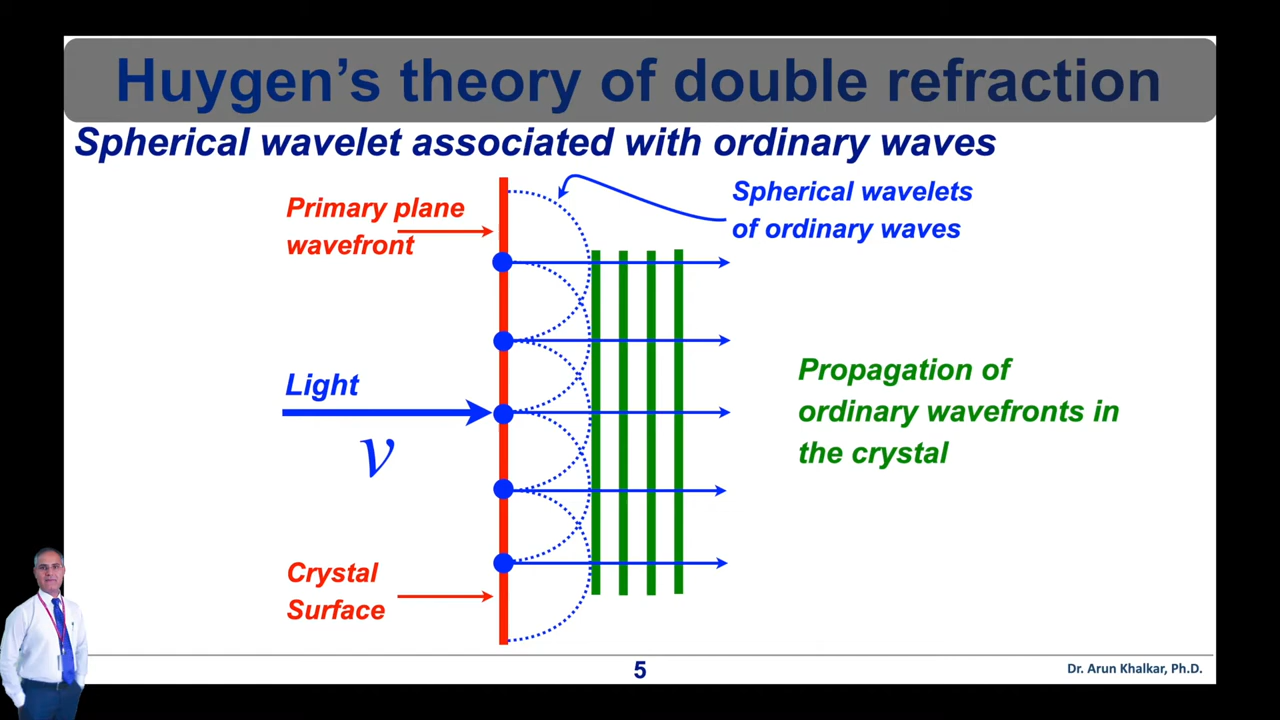 Huygen's theory of double refraction
Spherical wavelet associated with ordinary waves
Primary plane
wavefront
Spherical wavelets
of ordinary waves
Light
v
Propagation of
ordinary wavefronts in
the crystal
Crystal
Surface
5
Dr. Arun Khalkar, Ph.D.